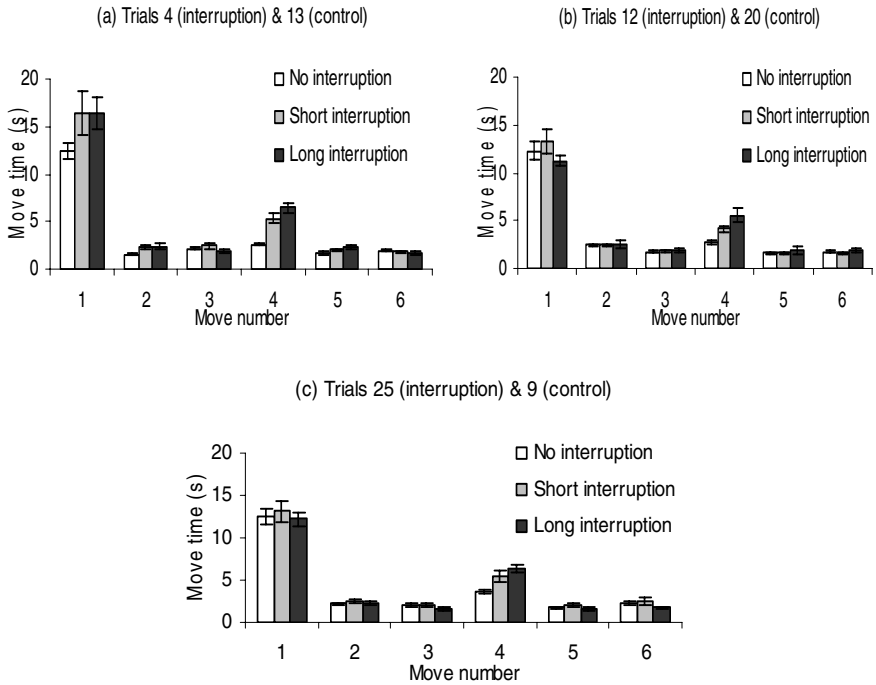 (a) Trials 4 (interruption) & 13 (control)
20
15
10
5
0
Move time (s)
No interruption
Short interruption
Long interruption
1 2 3 4 5 6
Move number
(b) Trials 12 (interruption) & 20 (control)
20
15
10
5
0
Move time (s)
No interruption
Short interruption
Long interruption
1 2 3 4 5 6
Move number
(c) Trials 25 (interruption) & 9 (control)
20
15
10
5
0
Move time (s)
No interruption
Short interruption
Long interruption
1 2 3 4 5 6
Move number